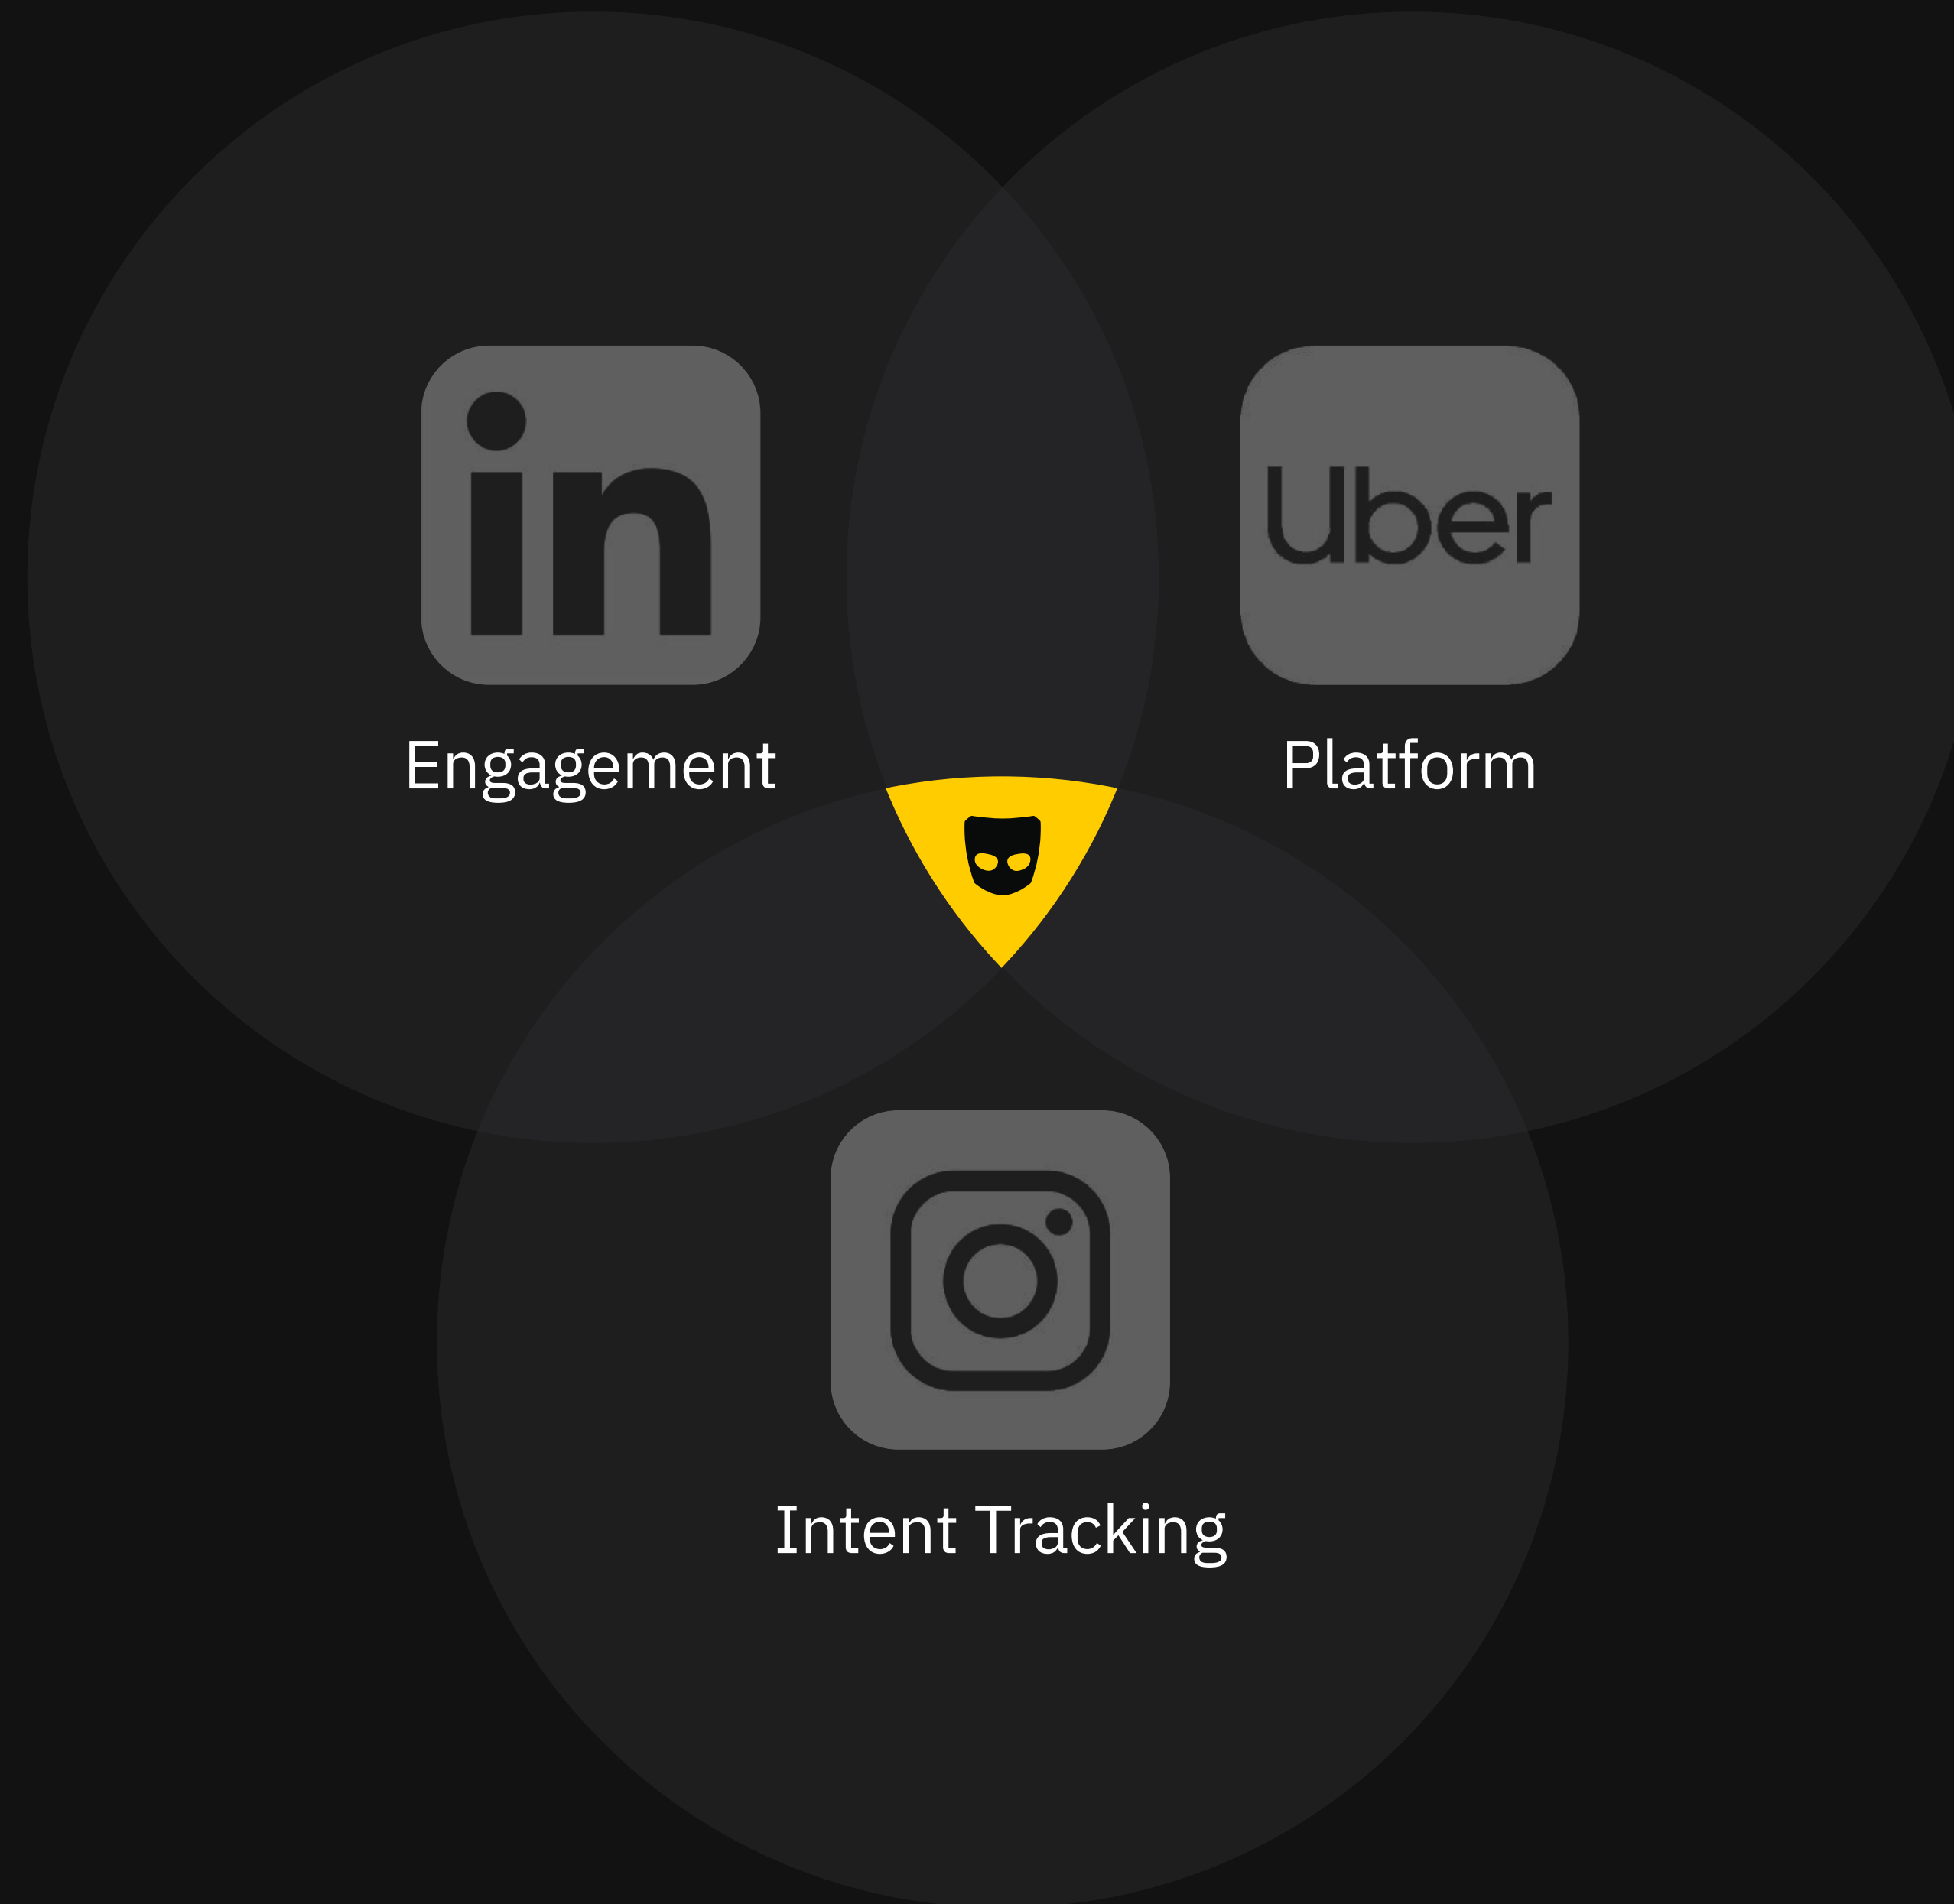 in
Uber
Engagement
Platform
Intent Tracking